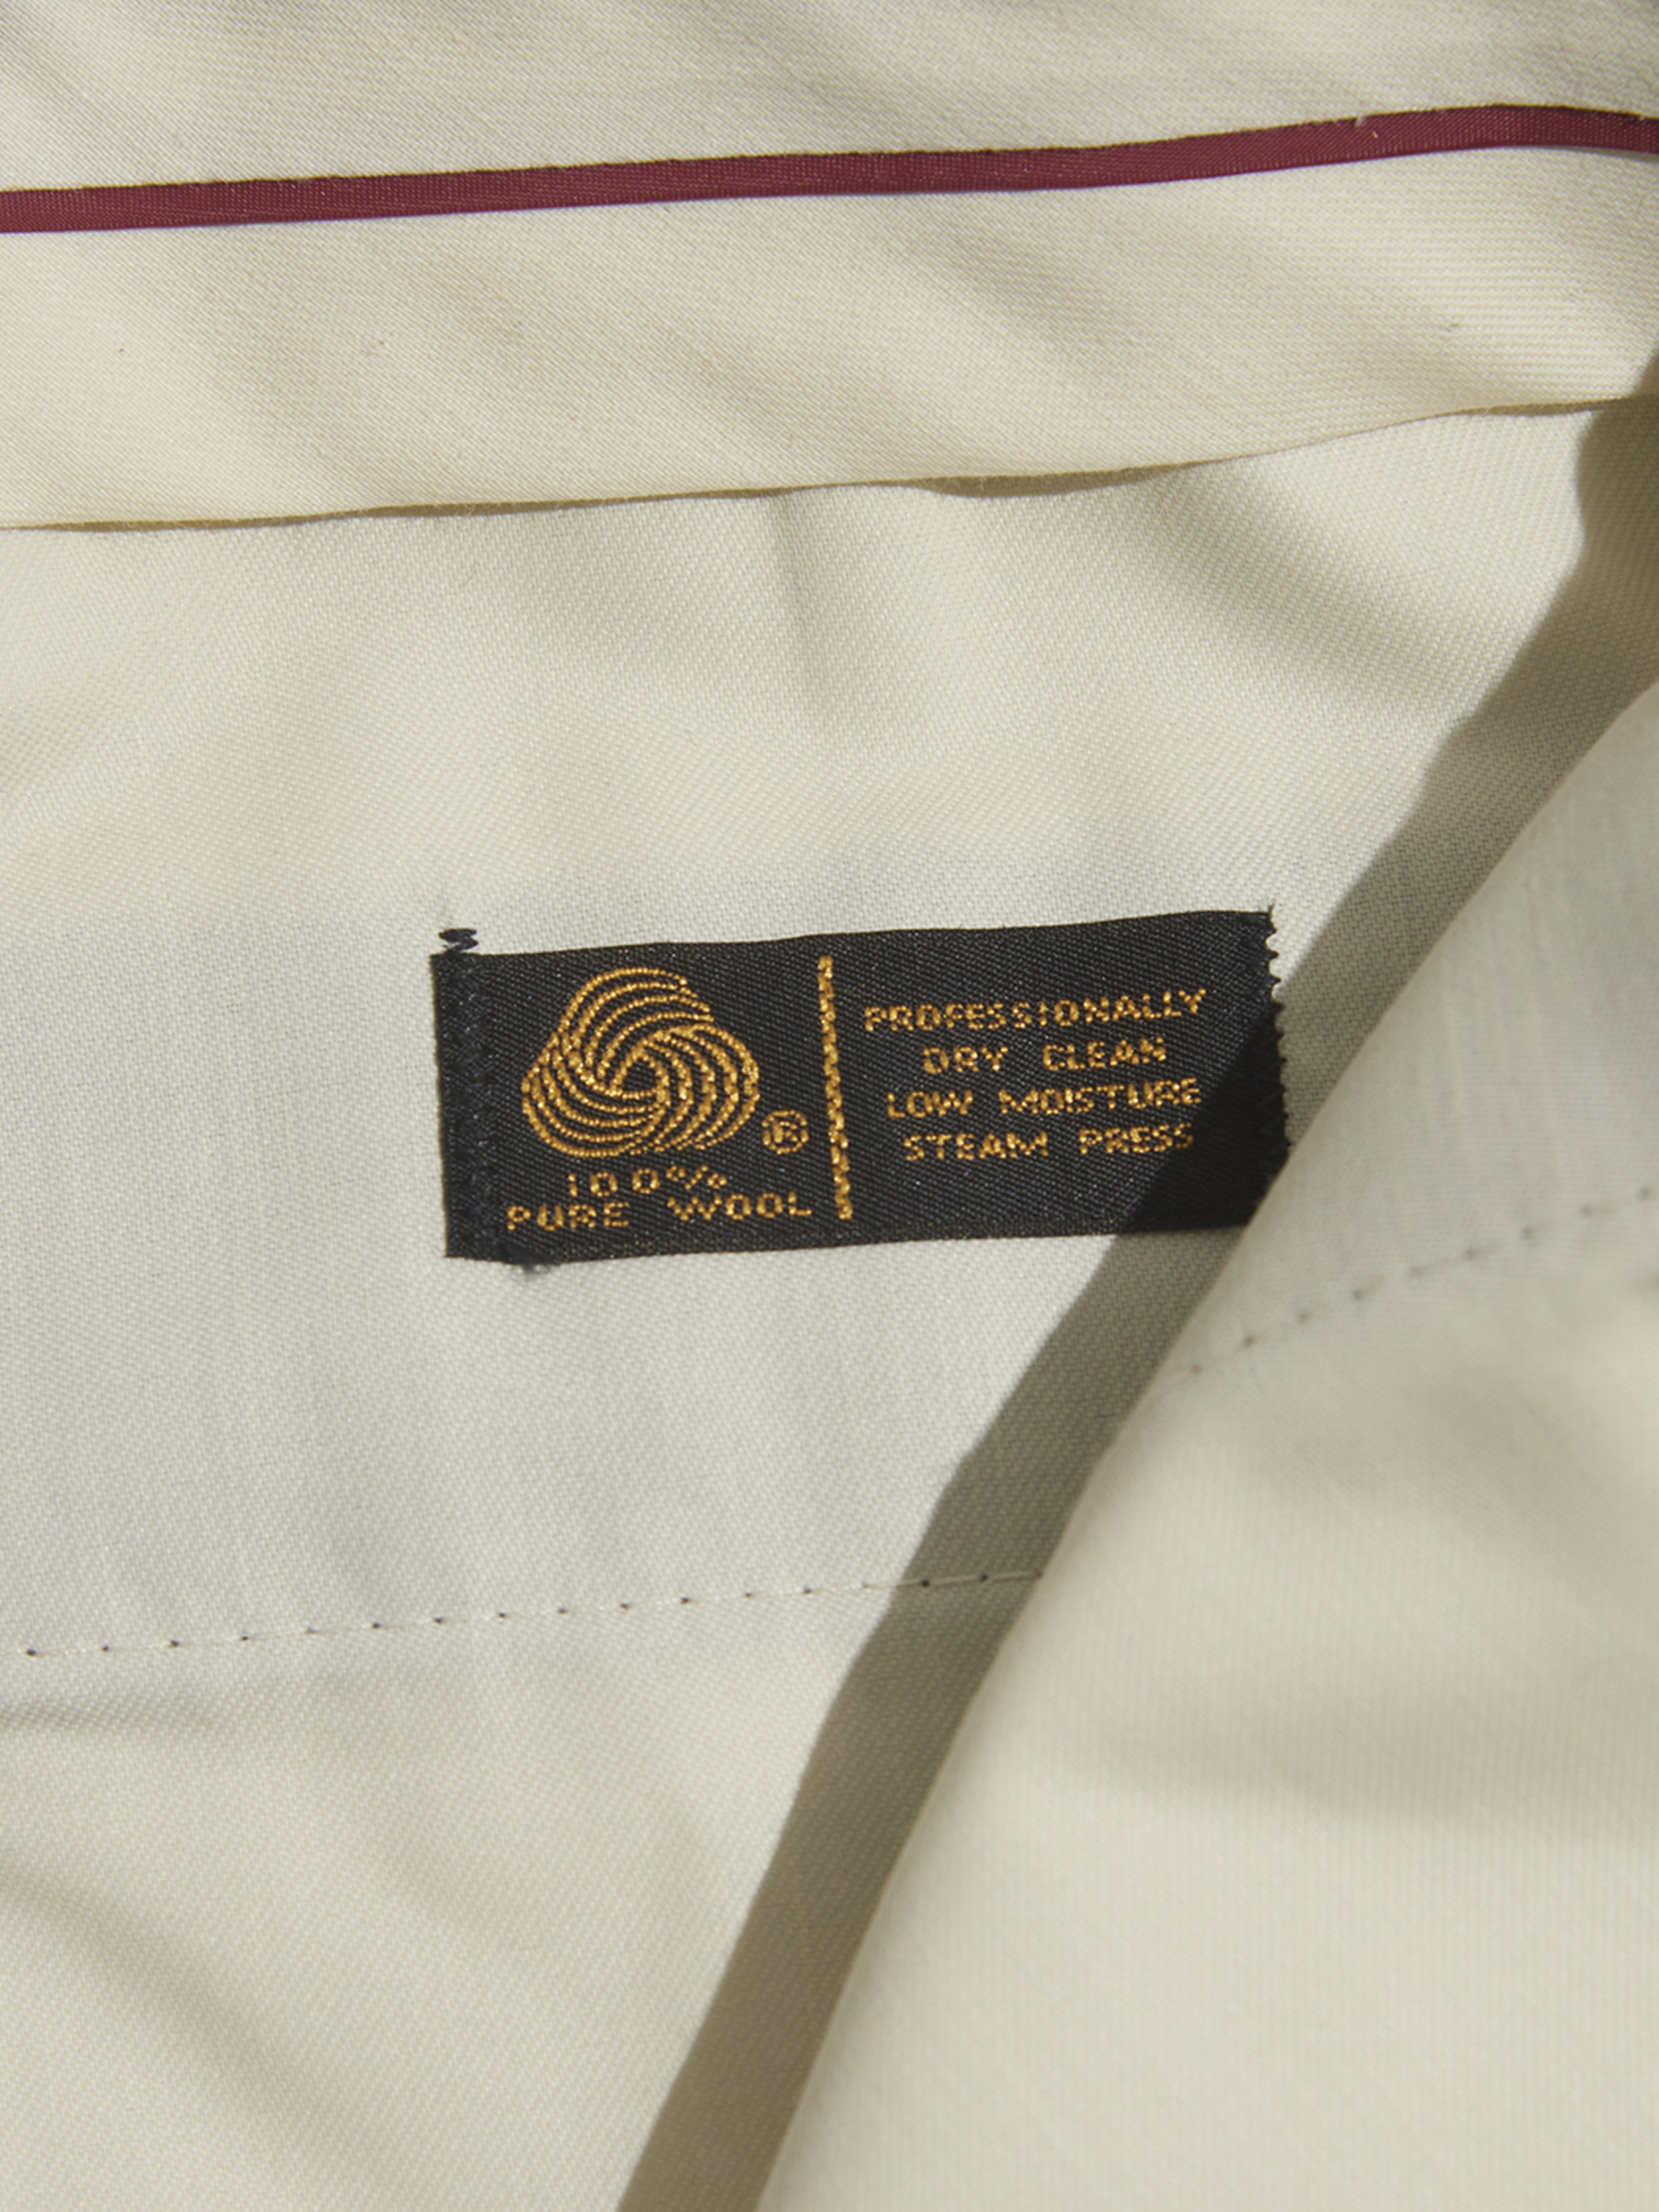 ®
100%
PURE WOOL
PROFESSIONALLY
DRY CLEAN
LOW MOISTURE
STEAM PRESS